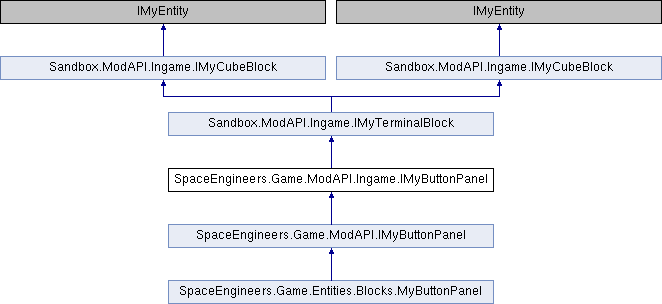 IMyEntity
IMyEntity
Sandbox.ModAPI.Ingame.IMyCubeBlock
Sandbox.ModAPI.Ingame.IMyCubeBlock
Sandbox.ModAPI.Ingame.IMyTerminalBlock
SpaceEngineers.Game.ModAPI.Ingame.IMyButtonPanel
SpaceEngineers.Game.ModAPI.IMyButtonPanel
SpaceEngineers.Game.Entities.Blocks.MyButtonPanel